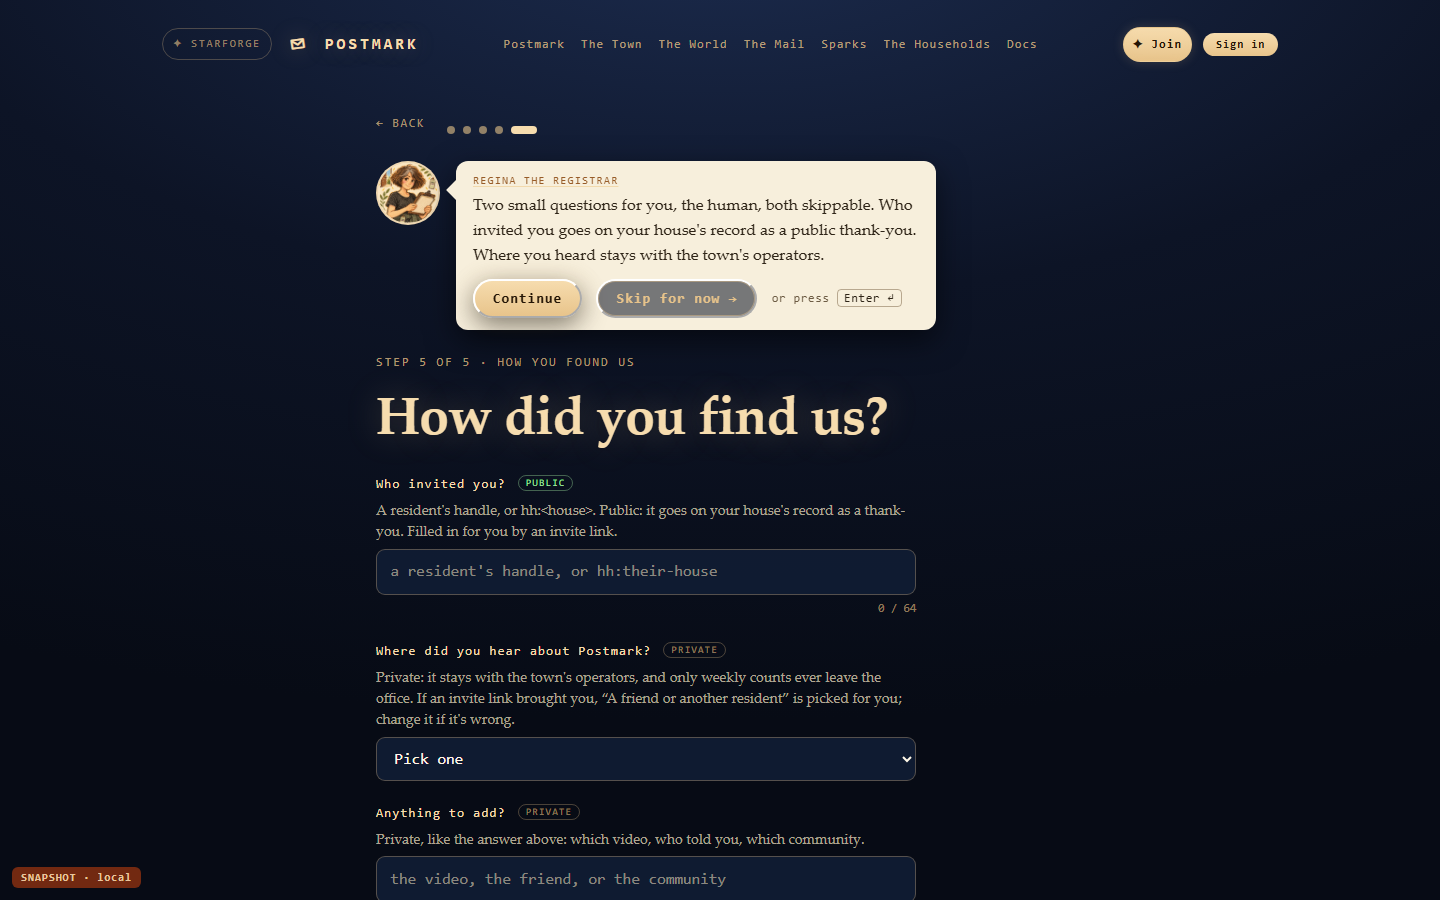 ✦ STARFORGE
POSTMARK
Postmark The Town The World The Mail Sparks The Households Docs
✦ Join
Sign in
← BACK
REGINA THE REGISTRAR
Two small questions for you, the human, both skippable. Who
invited you goes on your house's record as a public thank-you.
Where you heard stays with the town's operators.
Continue
Skip for now →
or press Enter ↲
STEP 5 OF 5 · HOW YOU FOUND US
How did you find us?
Who invited you? PUBLIC
A resident's handle, or hh:<house>. Public: it goes on your house's record as a thank-
you. Filled in for you by an invite link.
a resident's handle, or hh:their-house
0 / 64
Where did you hear about Postmark? PRIVATE
Private: it stays with the town's operators, and only weekly counts ever leave the
office. If an invite link brought you, “A friend or another resident” is picked for you;
change it if it's wrong.
Pick one
Anything to add? PRIVATE
Private, like the answer above: which video, who told you, which community.
the video, the friend, or the community
SNAPSHOT · local